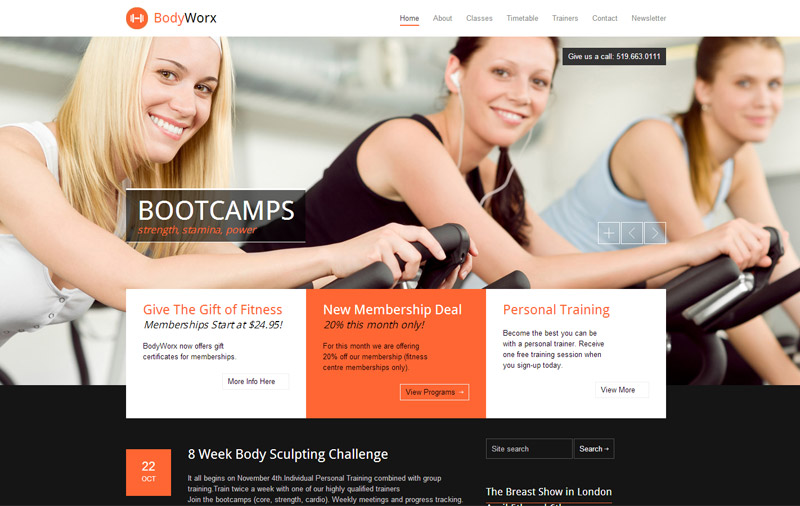 BodyWorx
Home About Classes Timetable Trainers Contact Newsletter
Give us a call: 519.663.0111
BOOTCAMPS
strength, stamina, power
Give The Gift of Fitness
Memberships Start at $24.95!
BodyWorx now offers gift
certificates for memberships.
More Info Here
New Membership Deal
20% this month only!
For this month we are offering
20% off our membership (fitness
centre memberships only).
View Programs
Personal Training
Become the best you can be
with a personal trainer. Receive
one free training session when
you sign-up today.
View More
22
OCT
8 Week Body Sculpting Challenge
It all begins on November 4th.Individual Personal Training combined with group
training.Train twice a week with one of our highly qualified trainers
Join the bootcamps (core, strength, cardio). Weekly meetings and progress tracking.
Site search
Search
The Breast Show in London